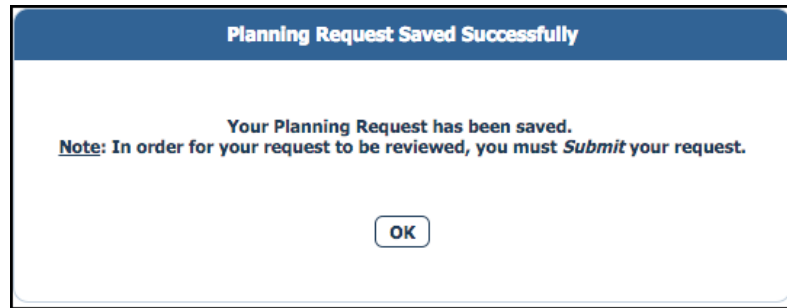 Planning Request Saved Successfully
Your Planning Request has been saved.
Note: In order for your request to be reviewed, you must Submit your request.
OK